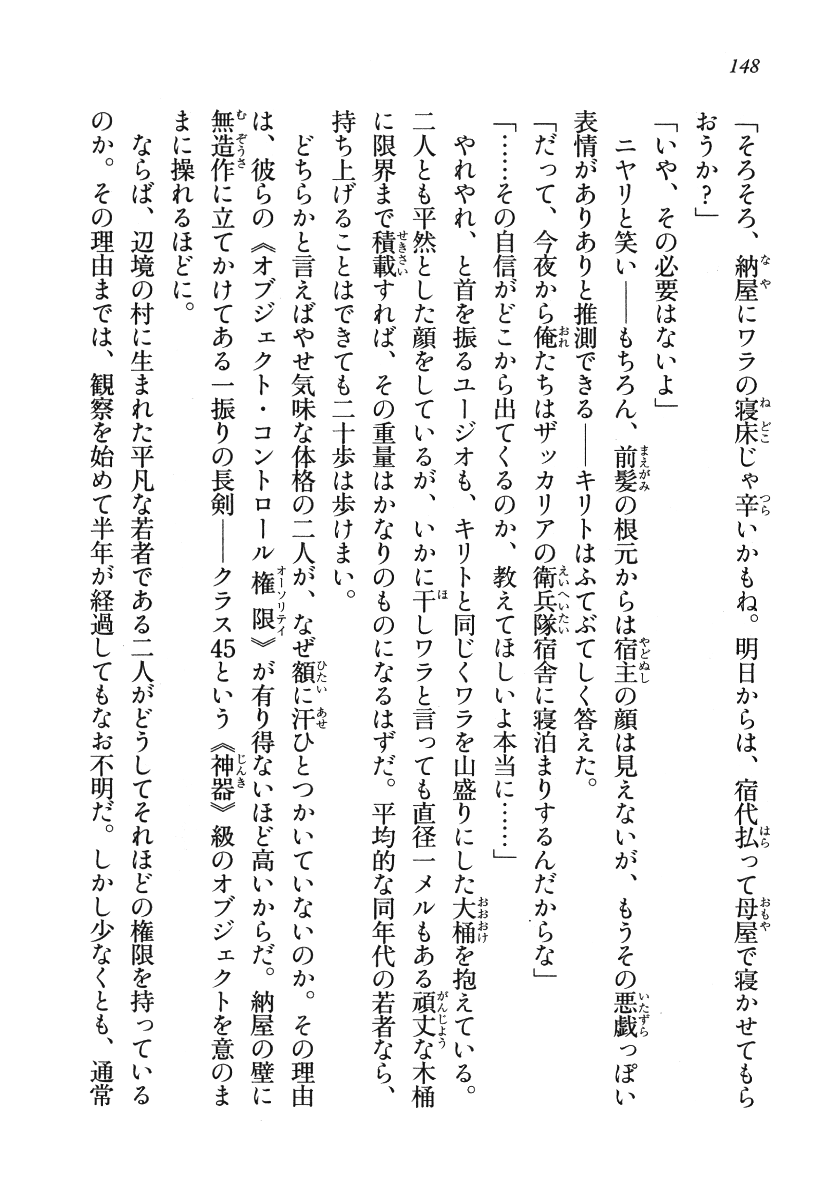 148
「そろそろ、納屋にワラの寝床じゃ辛いかもね。明日からは、宿代払って母屋で寝かせてもら
おうか?」
「いや、その必要はないよ」
ニヤリと笑い――もちろん、前髪の根元からは宿主の顔は見えないが、もうその悪戯っぽい
表情がありありと推測できる――キリトはふてぶてしく答えた。
「だって、今夜から俺たちはザッカリアの衛兵隊宿舎に寝泊まりするんだからな」
「……その自信がどこから出てくるのか、教えてほしいよ本当に……」
やれやれ、と首を振るユージオも、キリトと同じくワラを山盛りにした大桶を抱えている。
二人とも平然とした顔をしているが、いかに干しワラと言っても直径一メルもある頑丈な木桶
に限界まで積載すれば、その重量はかなりのものになるはずだ。平均的な同年代の若者なら、
持ち上げることはできても二十歩は歩けまい。
どちらかと言えばやせ気味な体格の二人が、なぜ額に汗ひとつかいていないのか。その理由
は、彼らの《オブジェクト・コントロール権限》が有り得ないほど高いからだ。納屋の壁に
無造作に立てかけてある一振りの長剣――クラス45という《神器》級のオブジェクトを意のま
まに操れるほどに。
ならば、辺境の村に生まれた平凡な若者である二人がどうしてそれほどの権限を持っている
のか。その理由までは、観察を始めて半年が経過してもなお不明だ。しかし少なくとも、通常